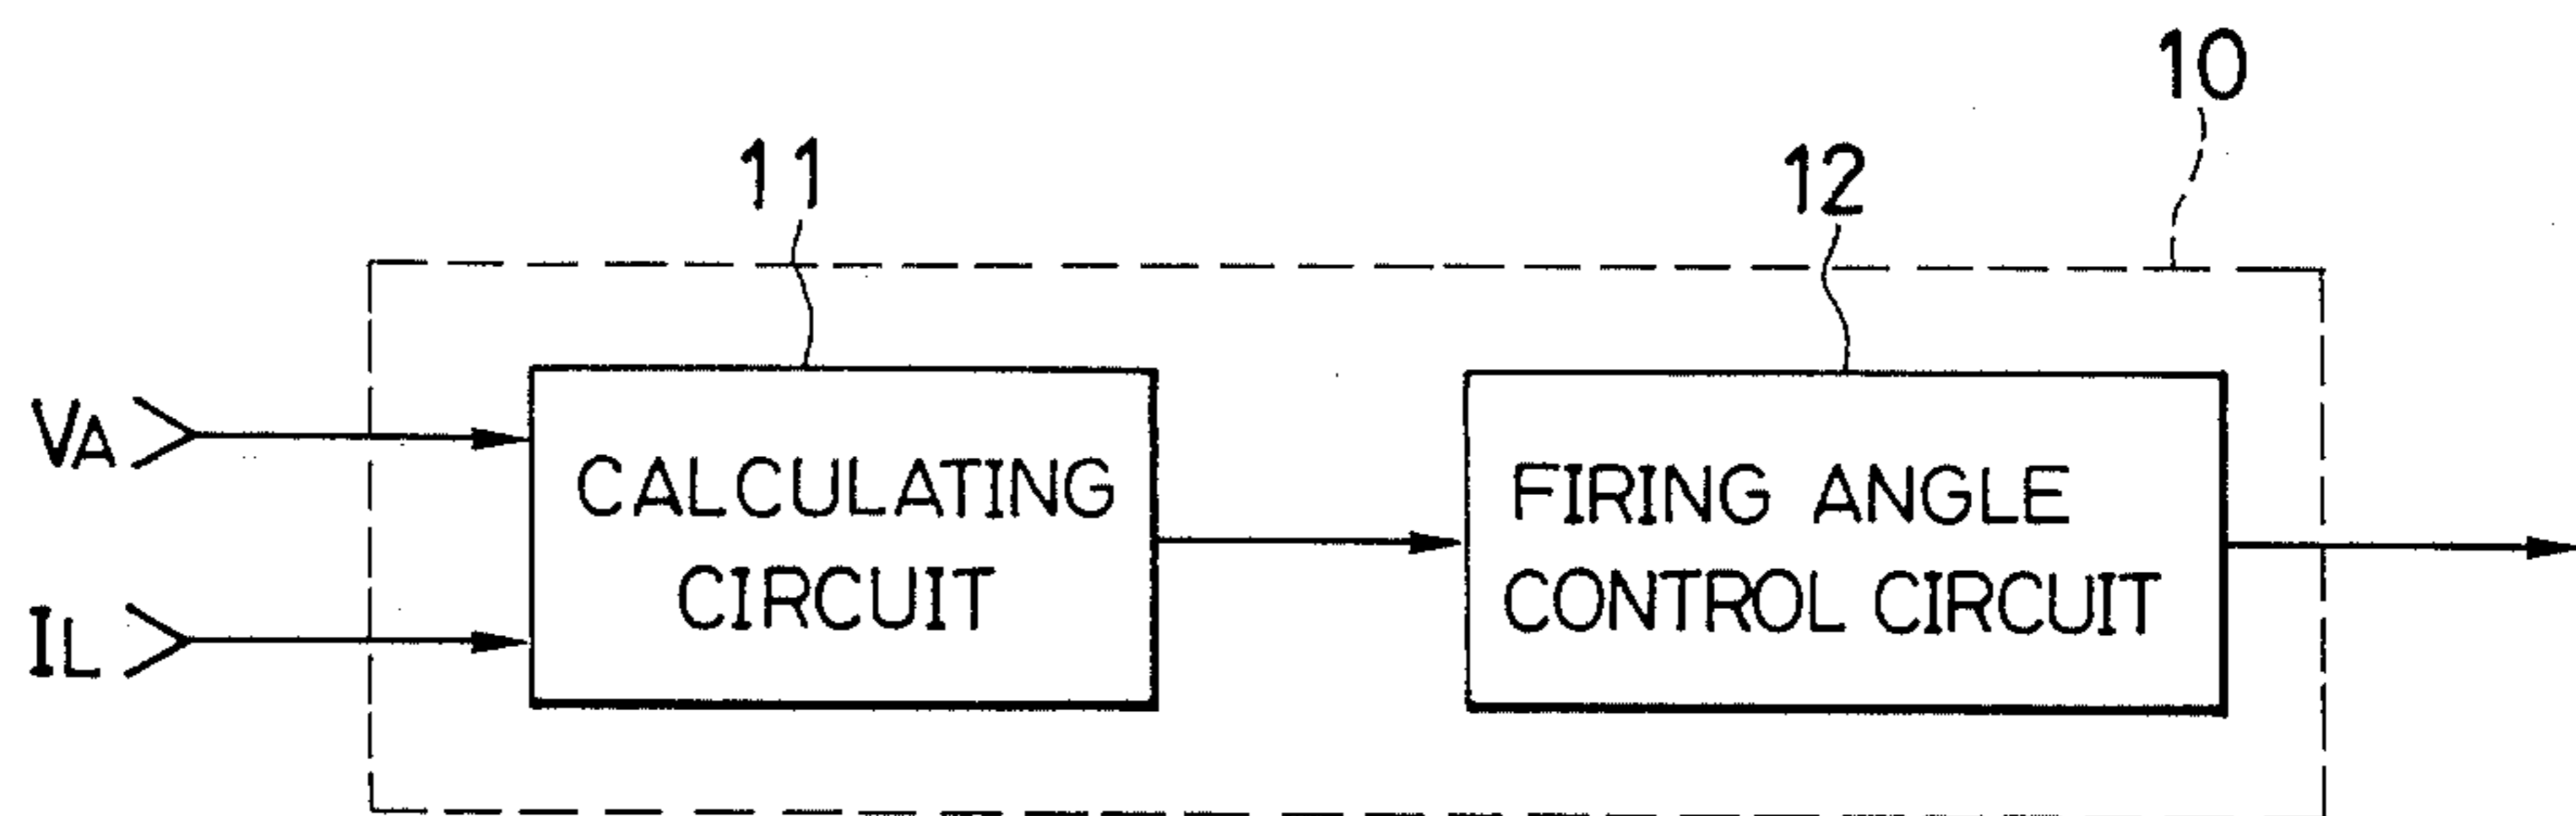 10
11
12
VA
CALCULATING
CIRCUIT
FIRING ANGLE
CONTROL CIRCUIT
IL